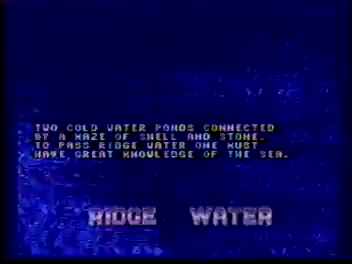 TWO COLD WATER PONDS CONNECTED
BY A MAZE OF SHELL AND STONE.
TO PASS RIDGE WATER ONE MUST
HAVE GREAT KNOWLEDGE OF THE SEA.
RIDGE WATER